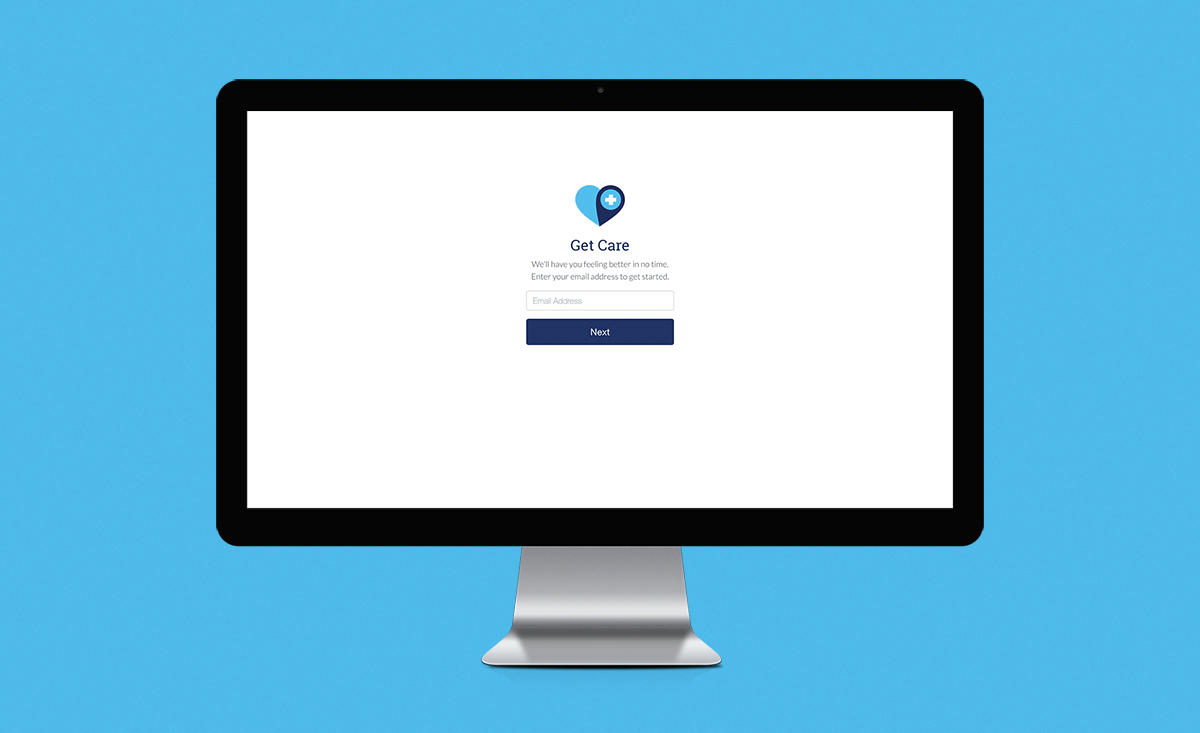 Get Care
We'll have you feeling better in no time.
Enter your email address to get started.
Email Address
Next